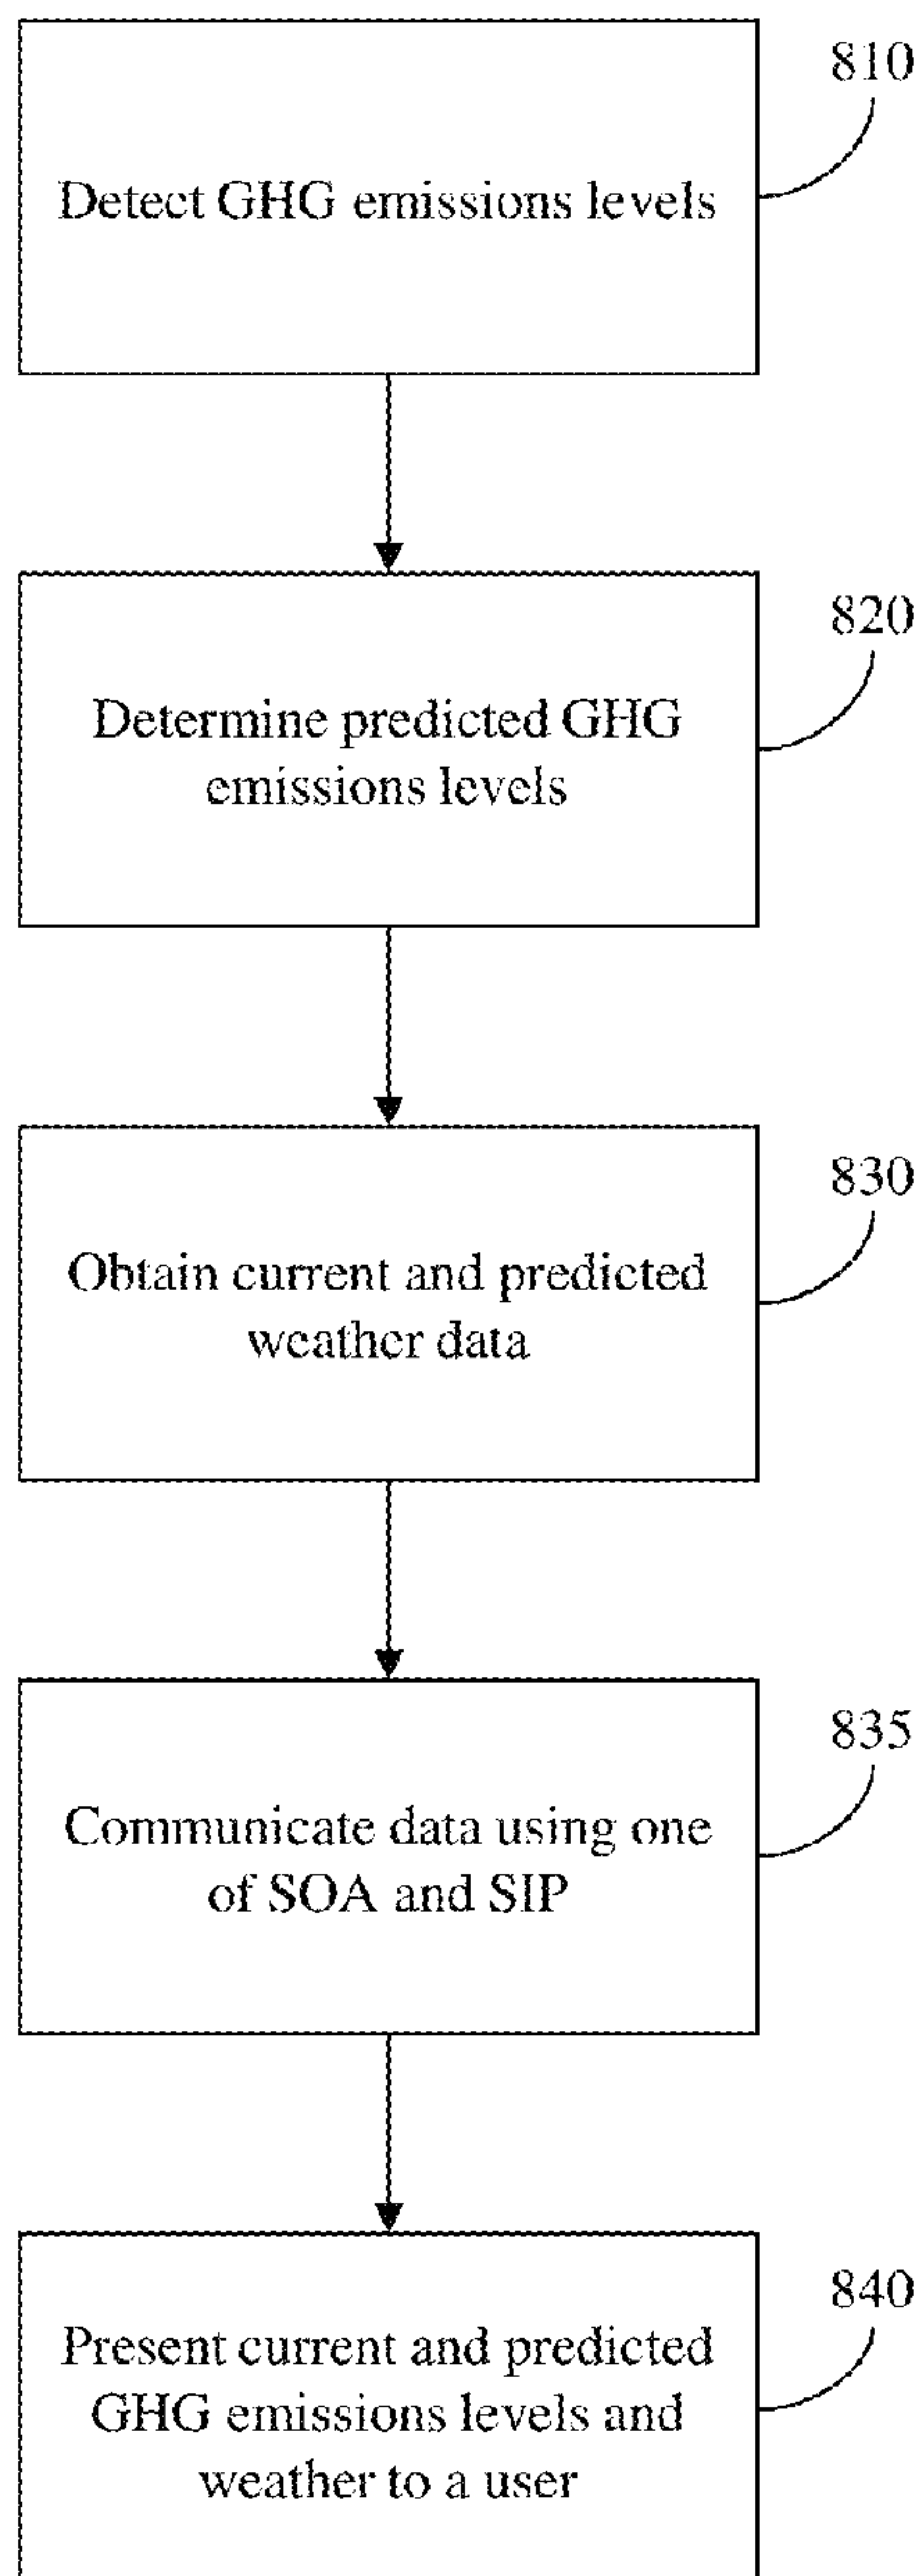 810
Detect GHG emissions levels
820
Determine predicted GHG
emissions levels
830
Obtain current and predicted
weather data
835
Communicate data using one
of SOA and SIP
840
Present current and predicted
GHG emissions levels and
weather to a user